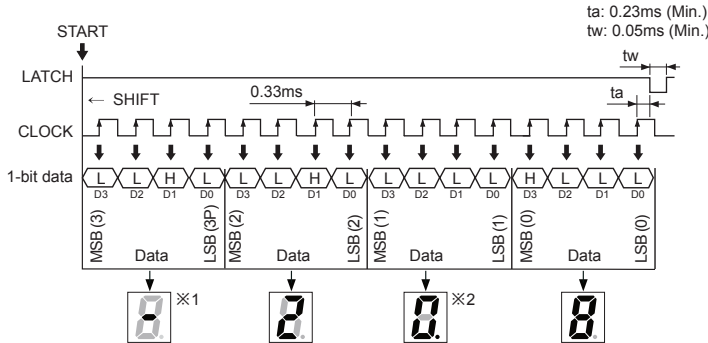 ta: 0.23ms (Min.)
tw: 0.05ms (Min.)
START
tw
LATCH
← SHIFT
0.33ms
ta
CLOCK
1-bit data
L L H L L L H L L L L L H L L L
D3 D2 D1 D0 D3 D2 D1 D0 D3 D2 D1 D0 D3 D2 D1 D0
MSB (3) LSB (3P) MSB (2) LSB (2) MSB (1) LSB (1) MSB (0) LSB (0)
Data Data Data Data
- ※1 2 0. ※2 8